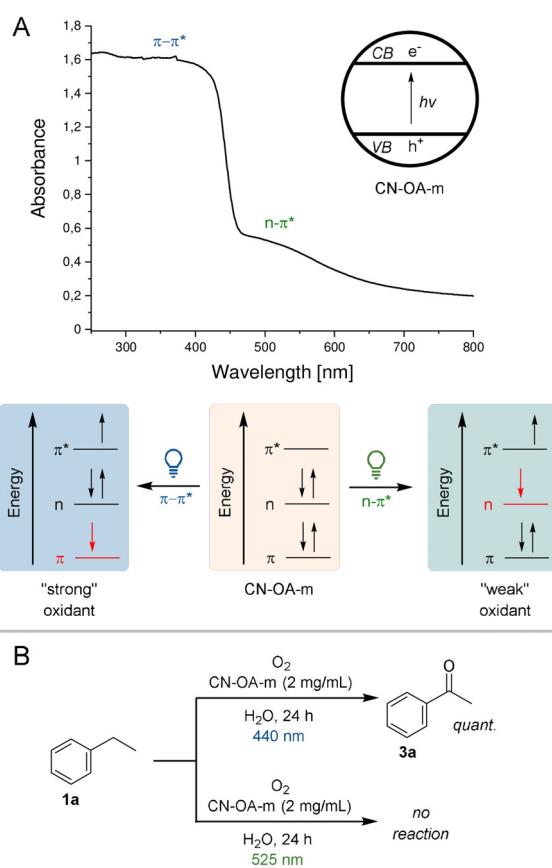 A
π–π*
n-π*
Absorbance
1,8
1,6
1,4
1,2
1
0,8
0,6
0,4
0,2
0
300 400 500 600 700 800
Wavelength [nm]
CB e⁻
hν
VB h⁺
CN-OA-m
Energy
π*
n
π
"strong"
oxidant
π–π*
Energy
π*
n
π
CN-OA-m
n-π*
Energy
π*
n
π
"weak"
oxidant
B
1a
O₂
CN-OA-m (2 mg/mL)
H₂O, 24 h
440 nm
O
3a
quant.
O₂
CN-OA-m (2 mg/mL)
H₂O, 24 h
525 nm
no
reaction